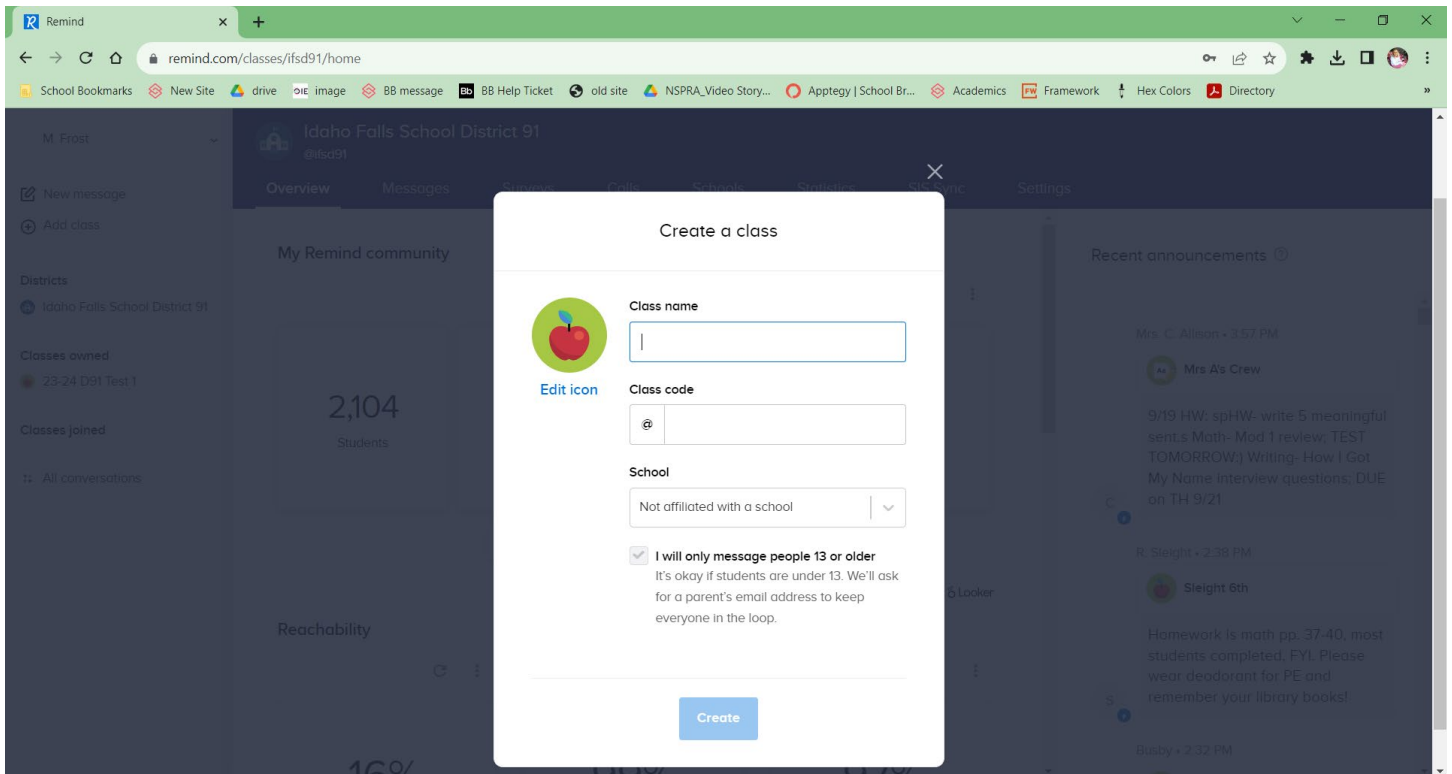 Remind
remind.com/classes/ifsd91/home
School Bookmarks New Site drive image BB message BB Help Ticket old site NSPRA_Video Story... Apptegy | School Br... Academics Framework Hex Colors Directory »
M. Frost
Idaho Falls School District 91
@ifsd91
New message
Overview Messages Surveys Calls Schools Statistics SIS Sync Settings
Add class
Create a class
My Remind community
Recent announcements
Districts
Idaho Falls School District 91
Class name
Mrs. C. Allison • 3:57 PM
Classes owned
Mrs A's Crew
23-24 D91 Test 1
Edit icon
Class code
@
2,104
Students
9/19 HW: spHW- write 5 meaningful
sent.s Math- Mod 1 review; TEST
TOMORROW:) Writing- How I Got
My Name Interview questions; DUE
on TH 9/21
Classes joined
All conversations
School
Not affiliated with a school
I will only message people 13 or older
It's okay if students are under 13. We'll ask
for a parent's email address to keep
everyone in the loop.
R. Sleight • 2:38 PM
Sleight 6th
Looker
Reachability
Homework is math pp. 37-40, most
students completed, FYI. Please
wear deodorant for PE and
remember your library books!
Create
Busby • 2:32 PM
16%